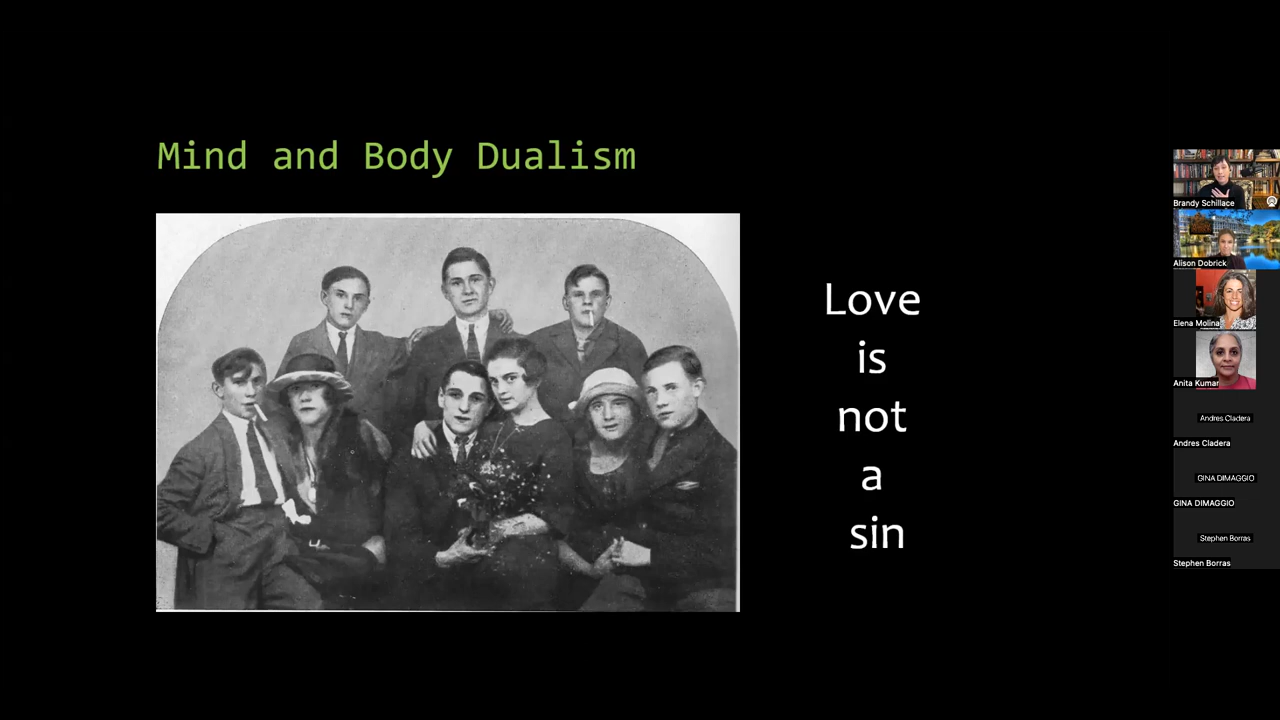 Mind and Body Dualism
Love
is
not
a
sin
Brandy Schillace
Alison Dobrick
Elena Molina
Anita Kumar
Andres Cladera
Andres Cladera
GINA DIMAGGIO
GINA DIMAGGIO
Stephen Borras
Stephen Borras